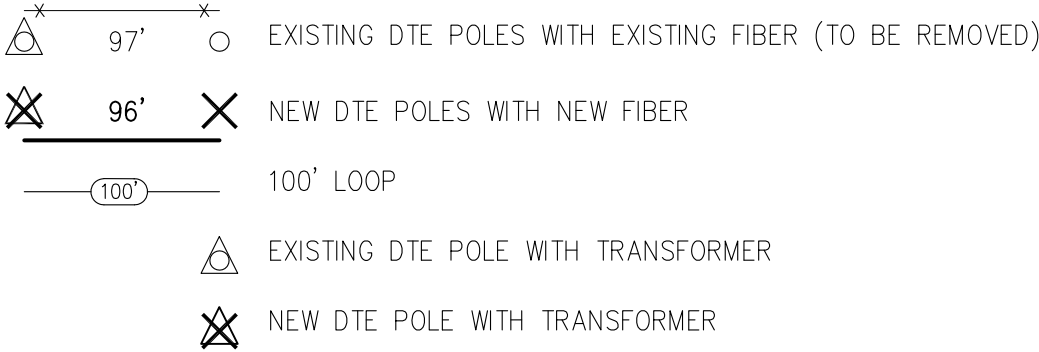 97' EXISTING DTE POLES WITH EXISTING FIBER (TO BE REMOVED)
96' NEW DTE POLES WITH NEW FIBER
100' 100' LOOP
EXISTING DTE POLE WITH TRANSFORMER
NEW DTE POLE WITH TRANSFORMER